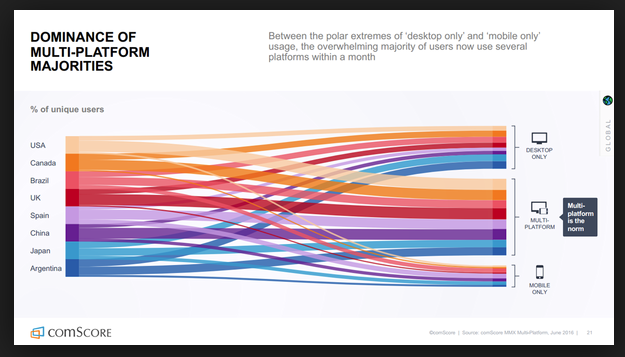 DOMINANCE OF
MULTI-PLATFORM
MAJORITIES
Between the polar extremes of 'desktop only' and 'mobile only'
usage, the overwhelming majority of users now use several
platforms within a month
% of unique users
USA
Canada
Brazil
UK
Spain
China
Japan
Argentina
DESKTOP
ONLY
MULTI-
PLATFORM
Multi-
platform
is the
norm
MOBILE
ONLY
GLOBAL
comScore
©comScore | Source: comScore MMX Multi-Platform, June 2016 | 21